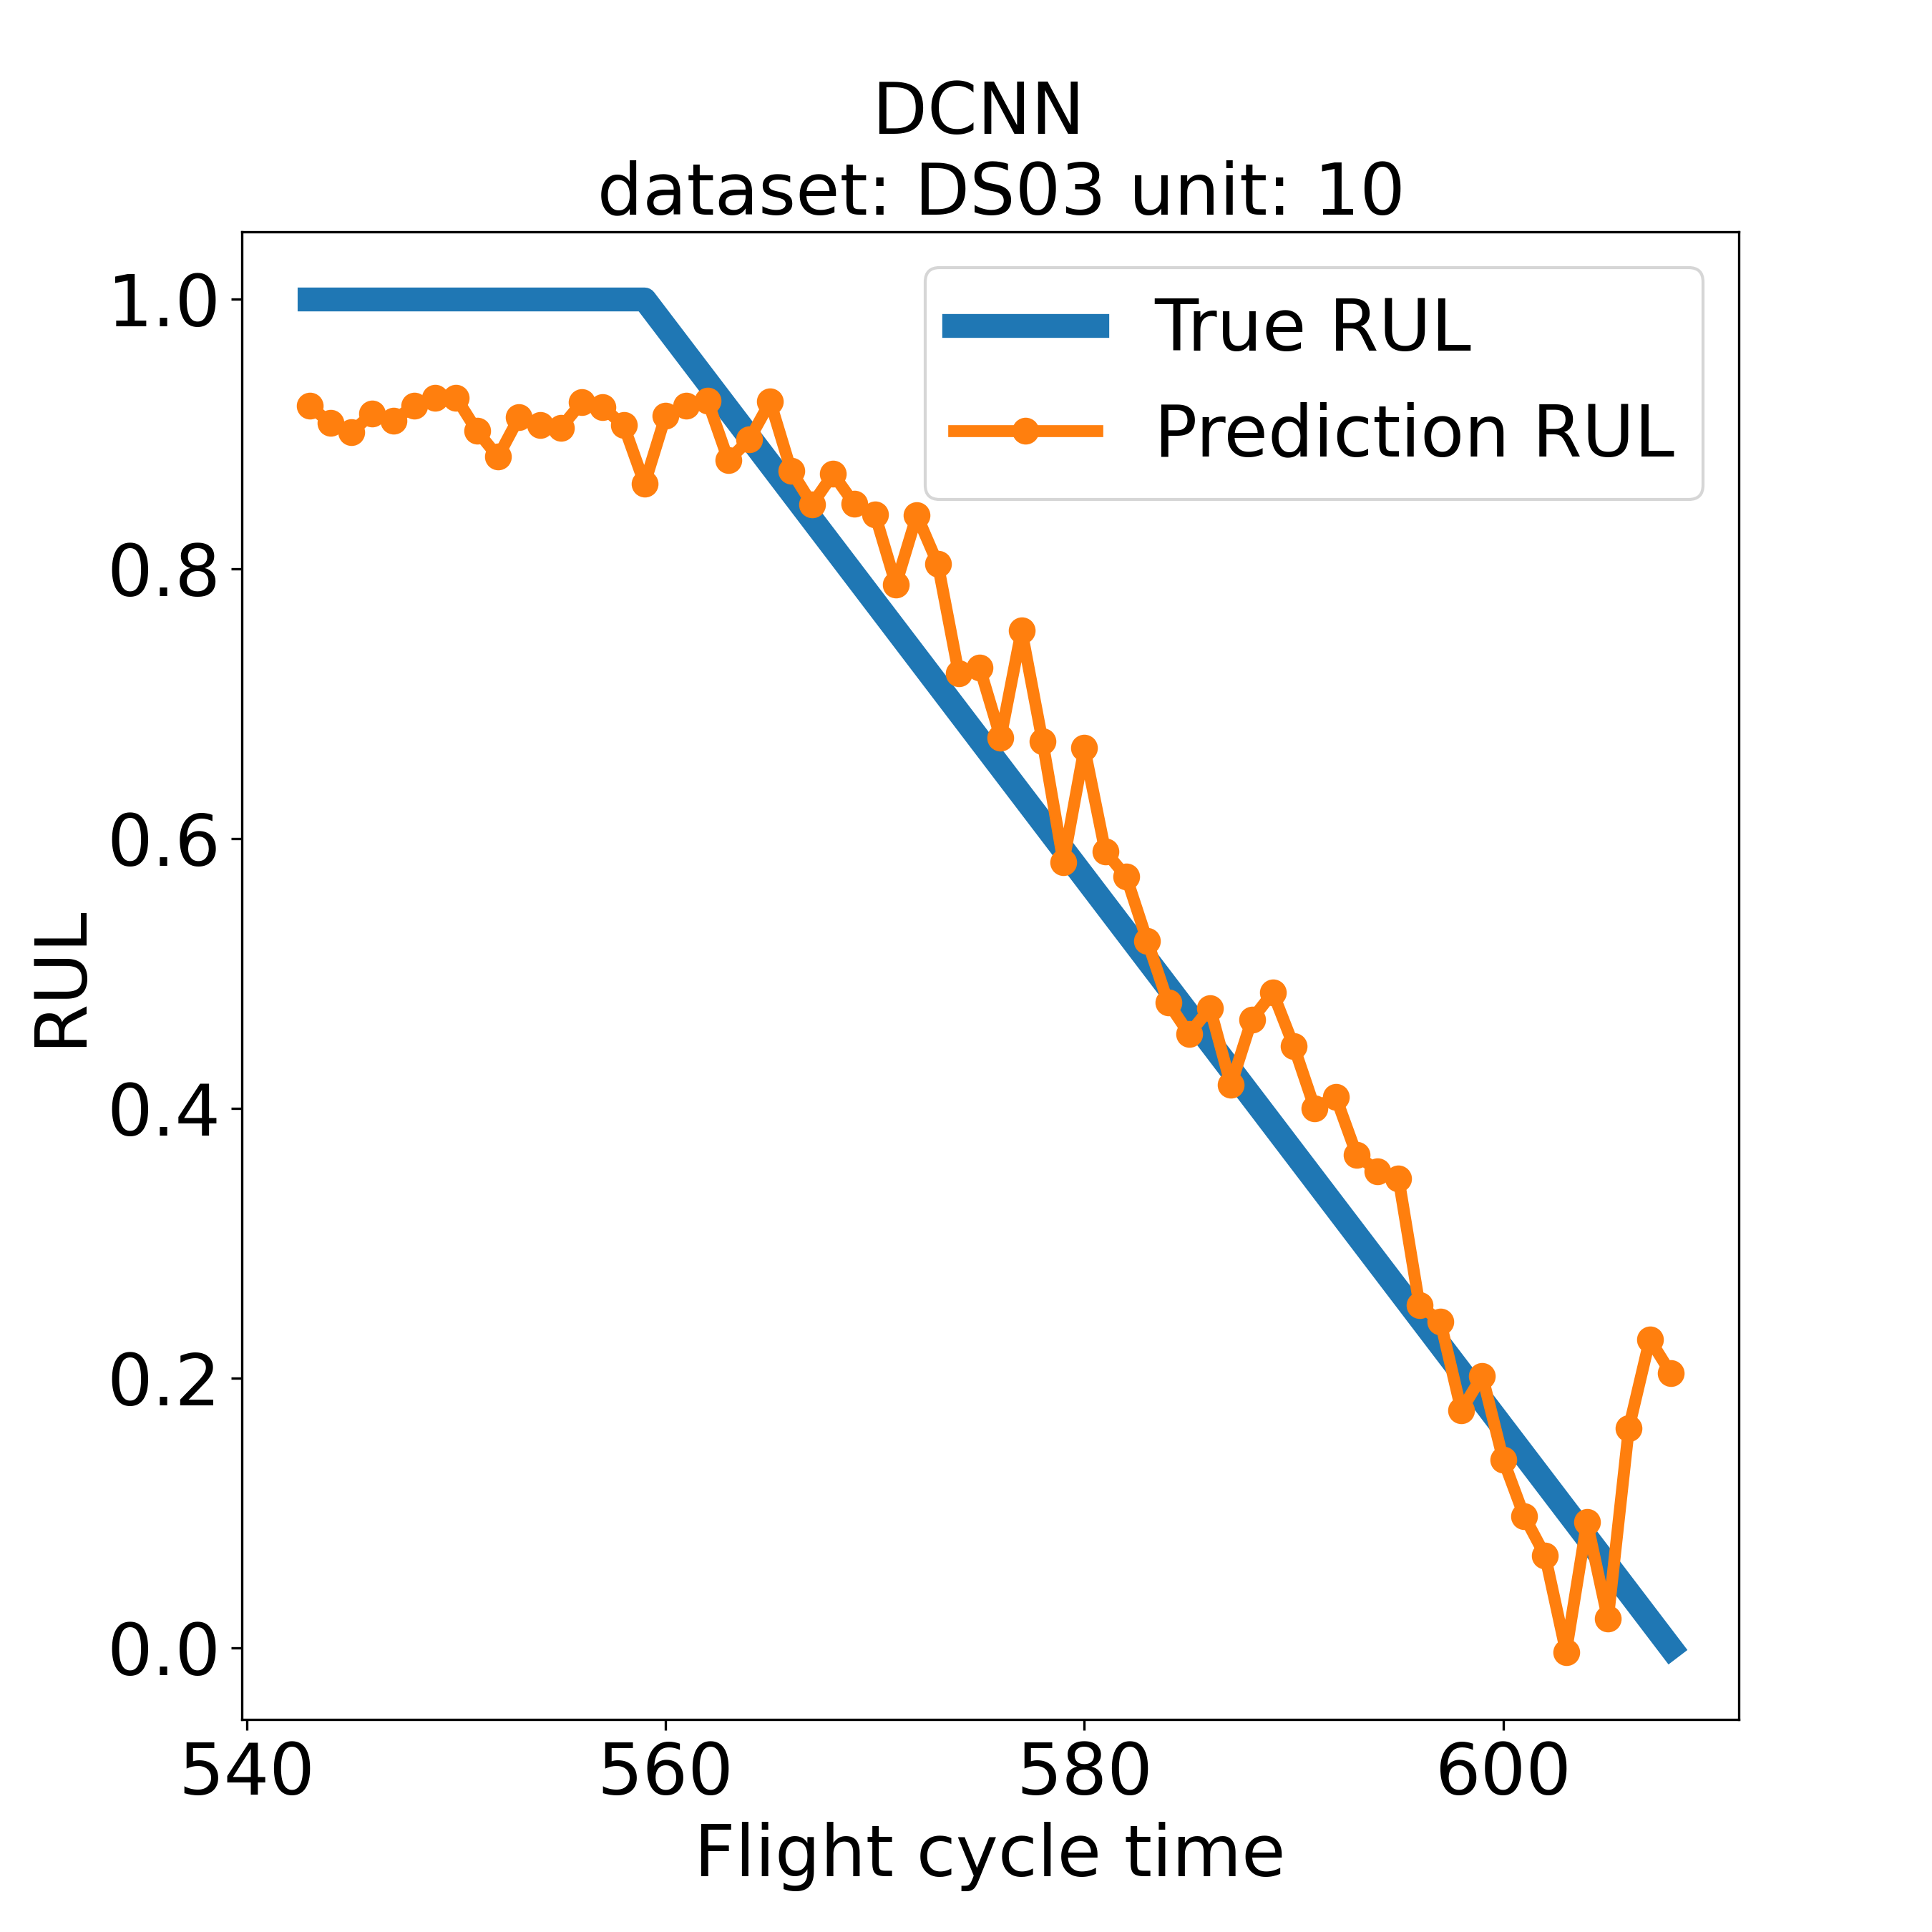 DCNN
dataset: DS03 unit: 10
True RUL
Prediction RUL
1.0
0.8
0.6
0.4
0.2
0.0
RUL
540 560 580 600
Flight cycle time